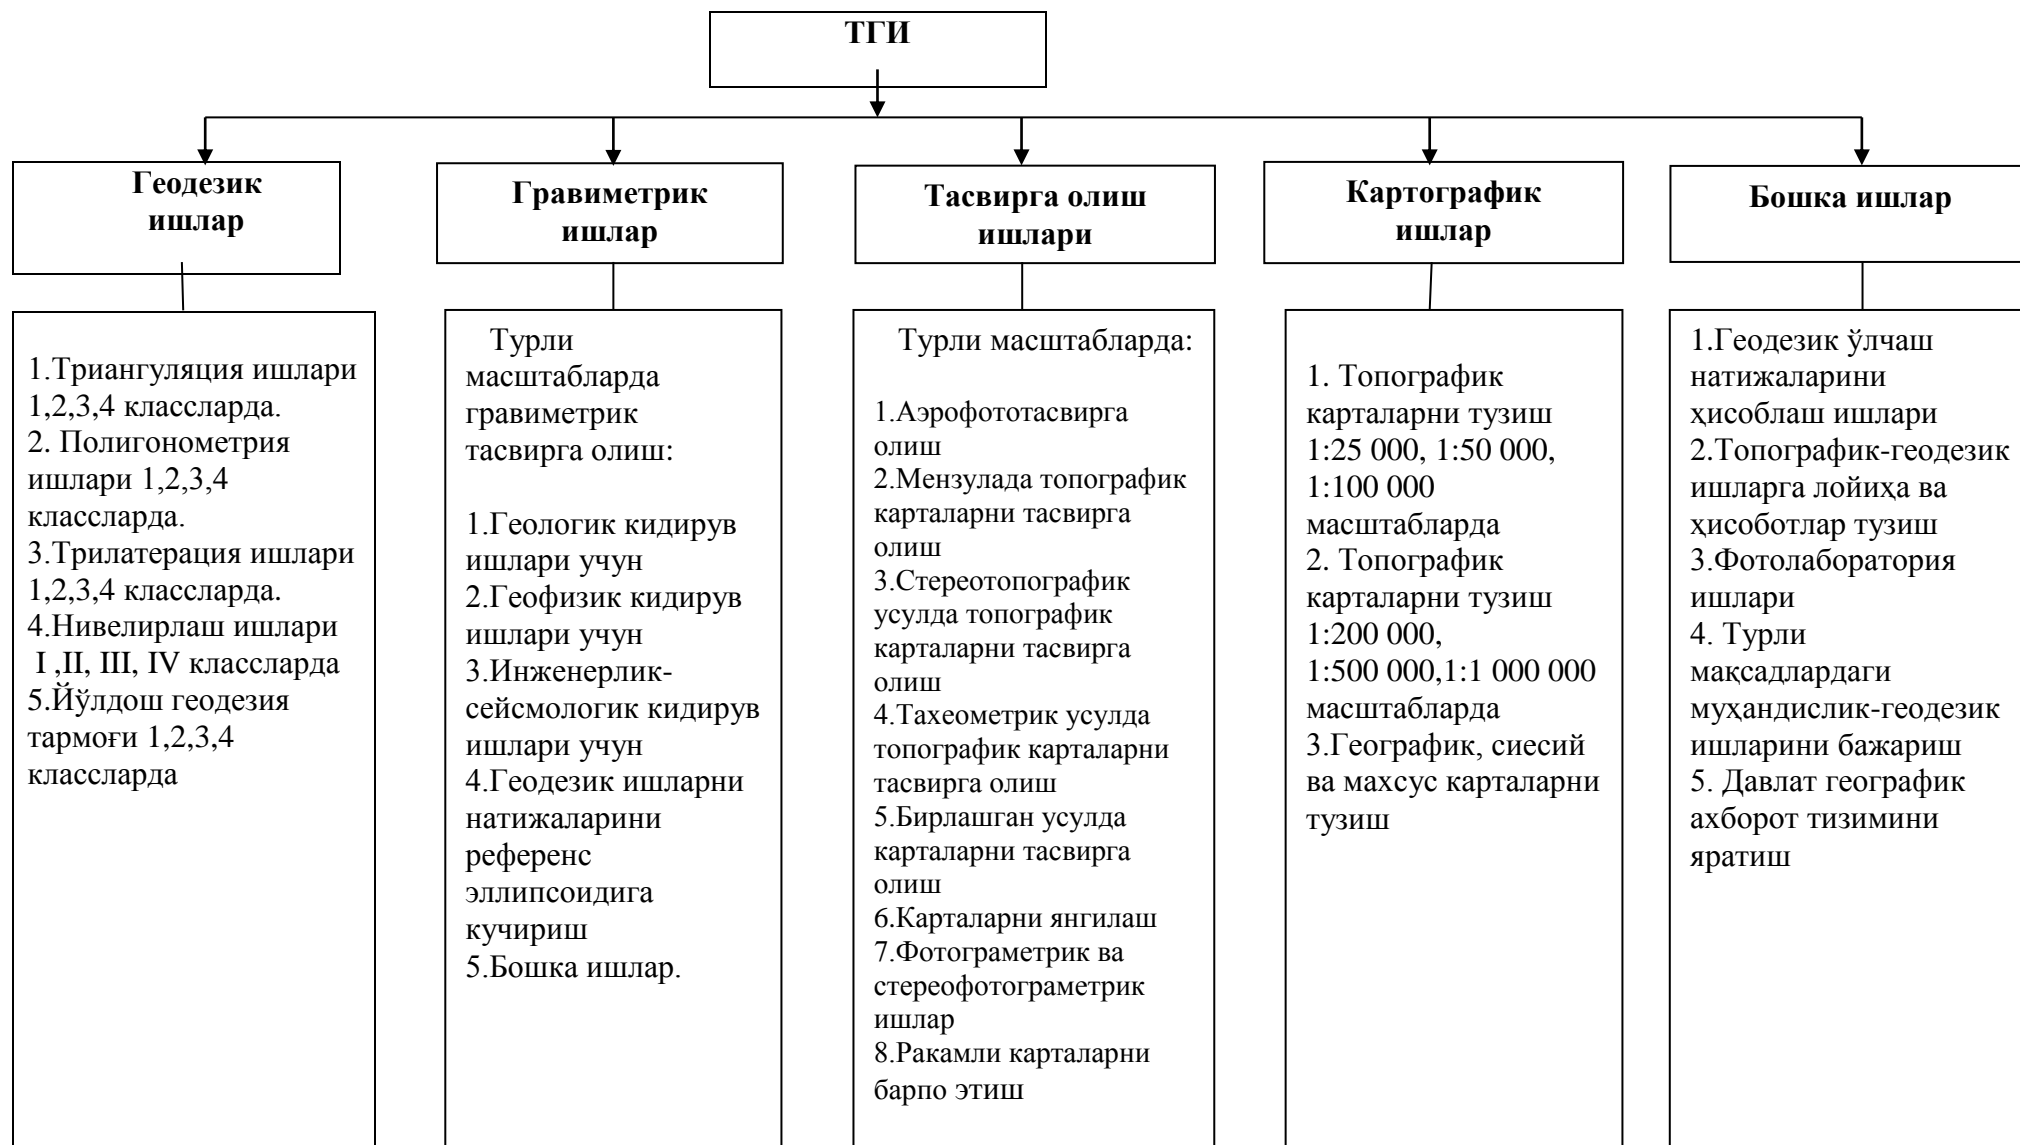 ТГИ
Геодезик
ишлар
1.Триангуляция ишлари
1,2,3,4 классларда.
2. Полигонометрия
ишлари 1,2,3,4
классларда.
3.Трилатерация ишлари
1,2,3,4 классларда.
4.Нивелирлаш ишлари
I ,II, III, IV классларда
5.Йўлдош геодезия
тармоғи 1,2,3,4
классларда
Гравиметрик
ишлар
Турли
масштабларда
гравиметрик
тасвирга олиш:
1.Геологик кидирув
ишлари учун
2.Геофизик кидирув
ишлари учун
3.Инженерлик-
сейсмологик кидирув
ишлари учун
4.Геодезик ишларни
натижаларини
референс
эллипсоидига
кучириш
5.Бошка ишлар.
Тасвирга олиш
ишлари
Турли масштабларда:
1.Аэрофототасвирга
олиш
2.Мензулада топографик
карталарни тасвирга
олиш
3.Стереотопографик
усулда топографик
карталарни тасвирга
олиш
4.Тахеометрик усулда
топографик карталарни
тасвирга олиш
5.Бирлашган усулда
карталарни тасвирга
олиш
6.Карталарни янгилаш
7.Фотограметрик ва
стереофотограметрик
ишлар
8.Ракамли карталарни
барпо этиш
Картографик
ишлар
1. Топографик
карталарни тузиш
1:25 000, 1:50 000,
1:100 000
масштабларда
2. Топографик
карталарни тузиш
1:200 000,
1:500 000,1:1 000 000
масштабларда
3.Географик, сиесий
ва махсус карталарни
тузиш
Бошка ишлар
1.Геодезик ўлчаш
натижаларини
ҳисоблаш ишлари
2.Топографик-геодезик
ишларга лойиҳа ва
ҳисоботлар тузиш
3.Фотолаборатория
ишлари
4. Турли
мақсадлардаги
муҳандислик-геодезик
ишларини бажариш
5. Давлат географик
ахборот тизимини
яратиш